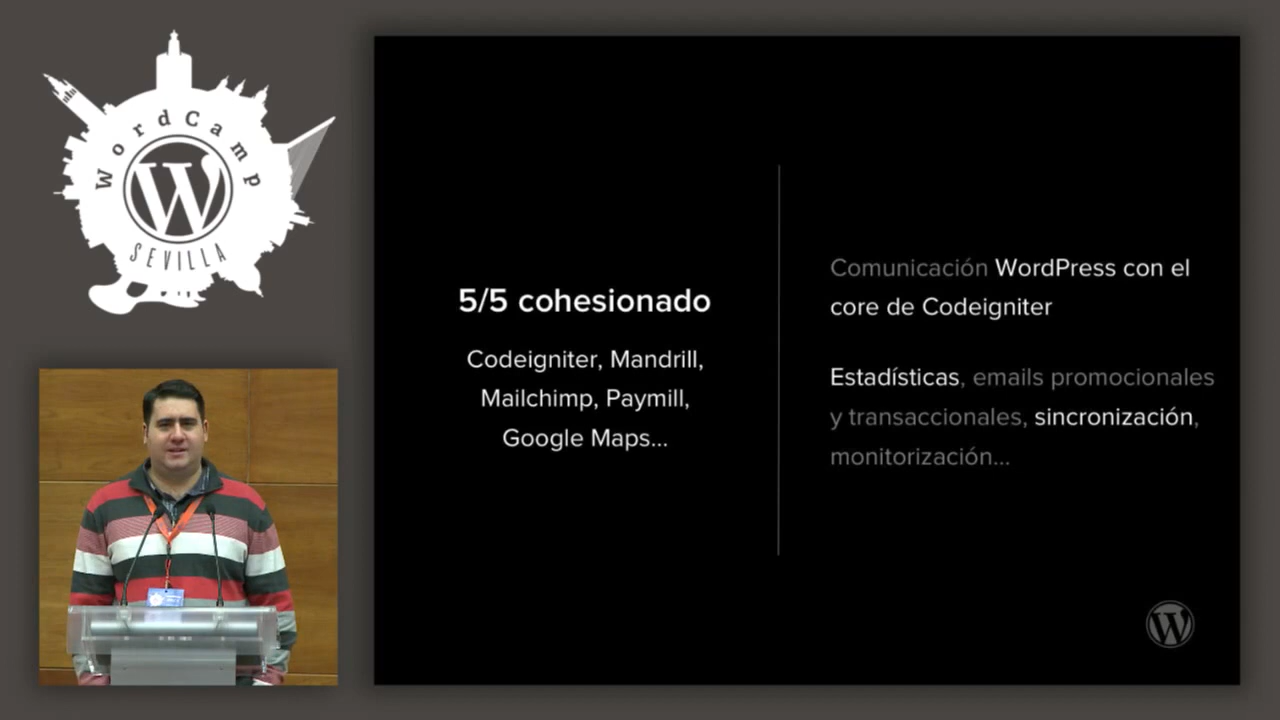 WordCamp
SEVILLA
5/5 cohesionado
Codeigniter, Mandrill,
Mailchimp, Paymill,
Google Maps...
Comunicación WordPress con el
core de Codeigniter
Estadísticas, emails promocionales
y transaccionales, sincronización,
monitorización...